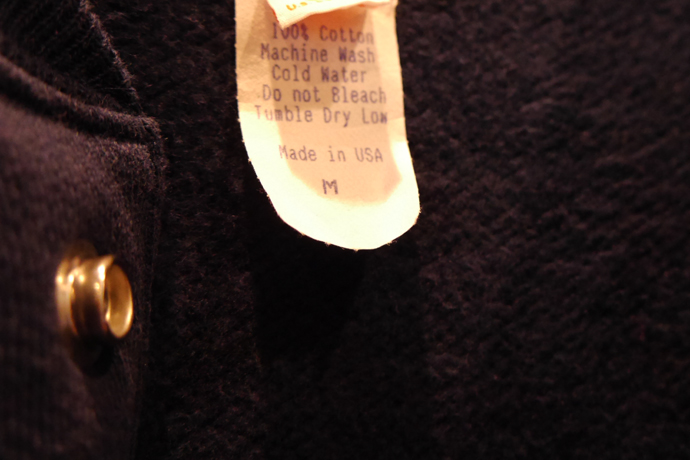 100% Cotton
Machine Wash
Cold Water
Do not Bleach
Tumble Dry Low
Made in USA
M